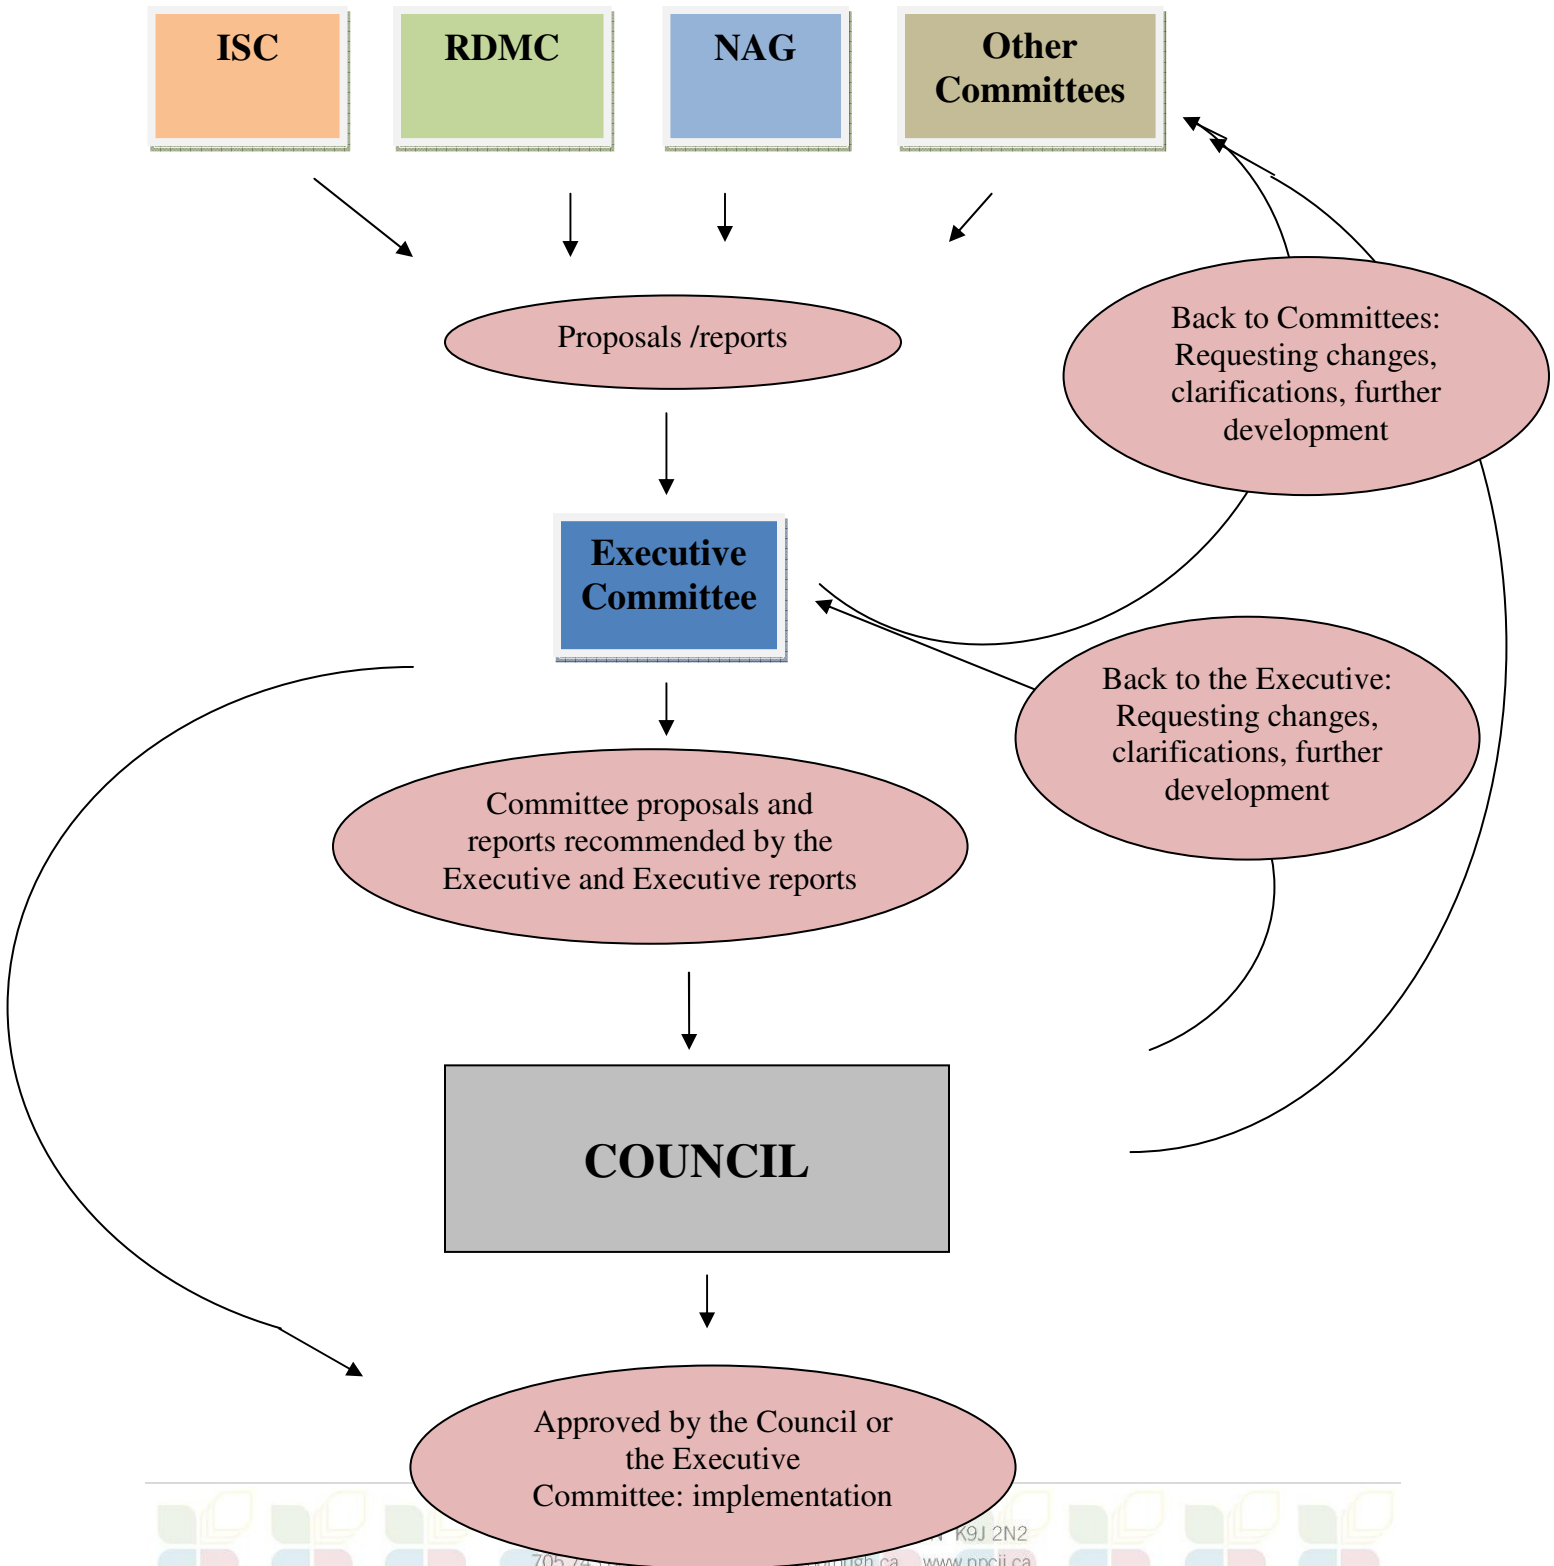 ISC
RDMC
NAG
Other
Committees
Proposals /reports
Back to Committees:
Requesting changes,
clarifications, further
development
Executive
Committee
Back to the Executive:
Requesting changes,
clarifications, further
development
Committee proposals and
reports recommended by the
Executive and Executive reports
COUNCIL
Approved by the Council or
the Executive
Committee: implementation
K9J 2N2
www.ppcii.ca